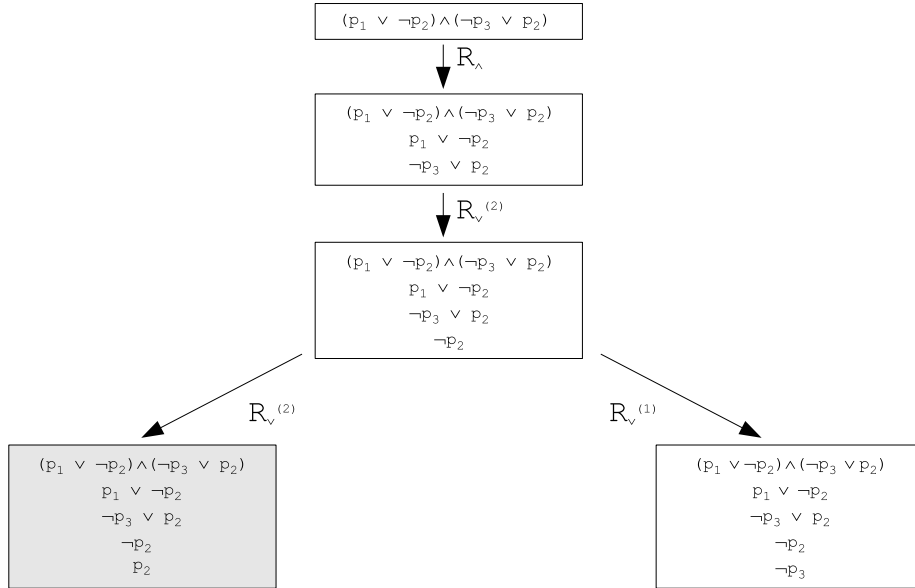 (p₁ ∨ ¬p₂)∧(¬p₃ ∨ p₂)
R∧
(p₁ ∨ ¬p₂)∧(¬p₃ ∨ p₂)
p₁ ∨ ¬p₂
¬p₃ ∨ p₂
R∨⁽²⁾
(p₁ ∨ ¬p₂)∧(¬p₃ ∨ p₂)
p₁ ∨ ¬p₂
¬p₃ ∨ p₂
¬p₂
R∨⁽²⁾
R∨⁽¹⁾
(p₁ ∨ ¬p₂)∧(¬p₃ ∨ p₂)
p₁ ∨ ¬p₂
¬p₃ ∨ p₂
¬p₂
p₂
(p₁ ∨¬p₂)∧(¬p₃ ∨p₂)
p₁ ∨ ¬p₂
¬p₃ ∨ p₂
¬p₂
¬p₃